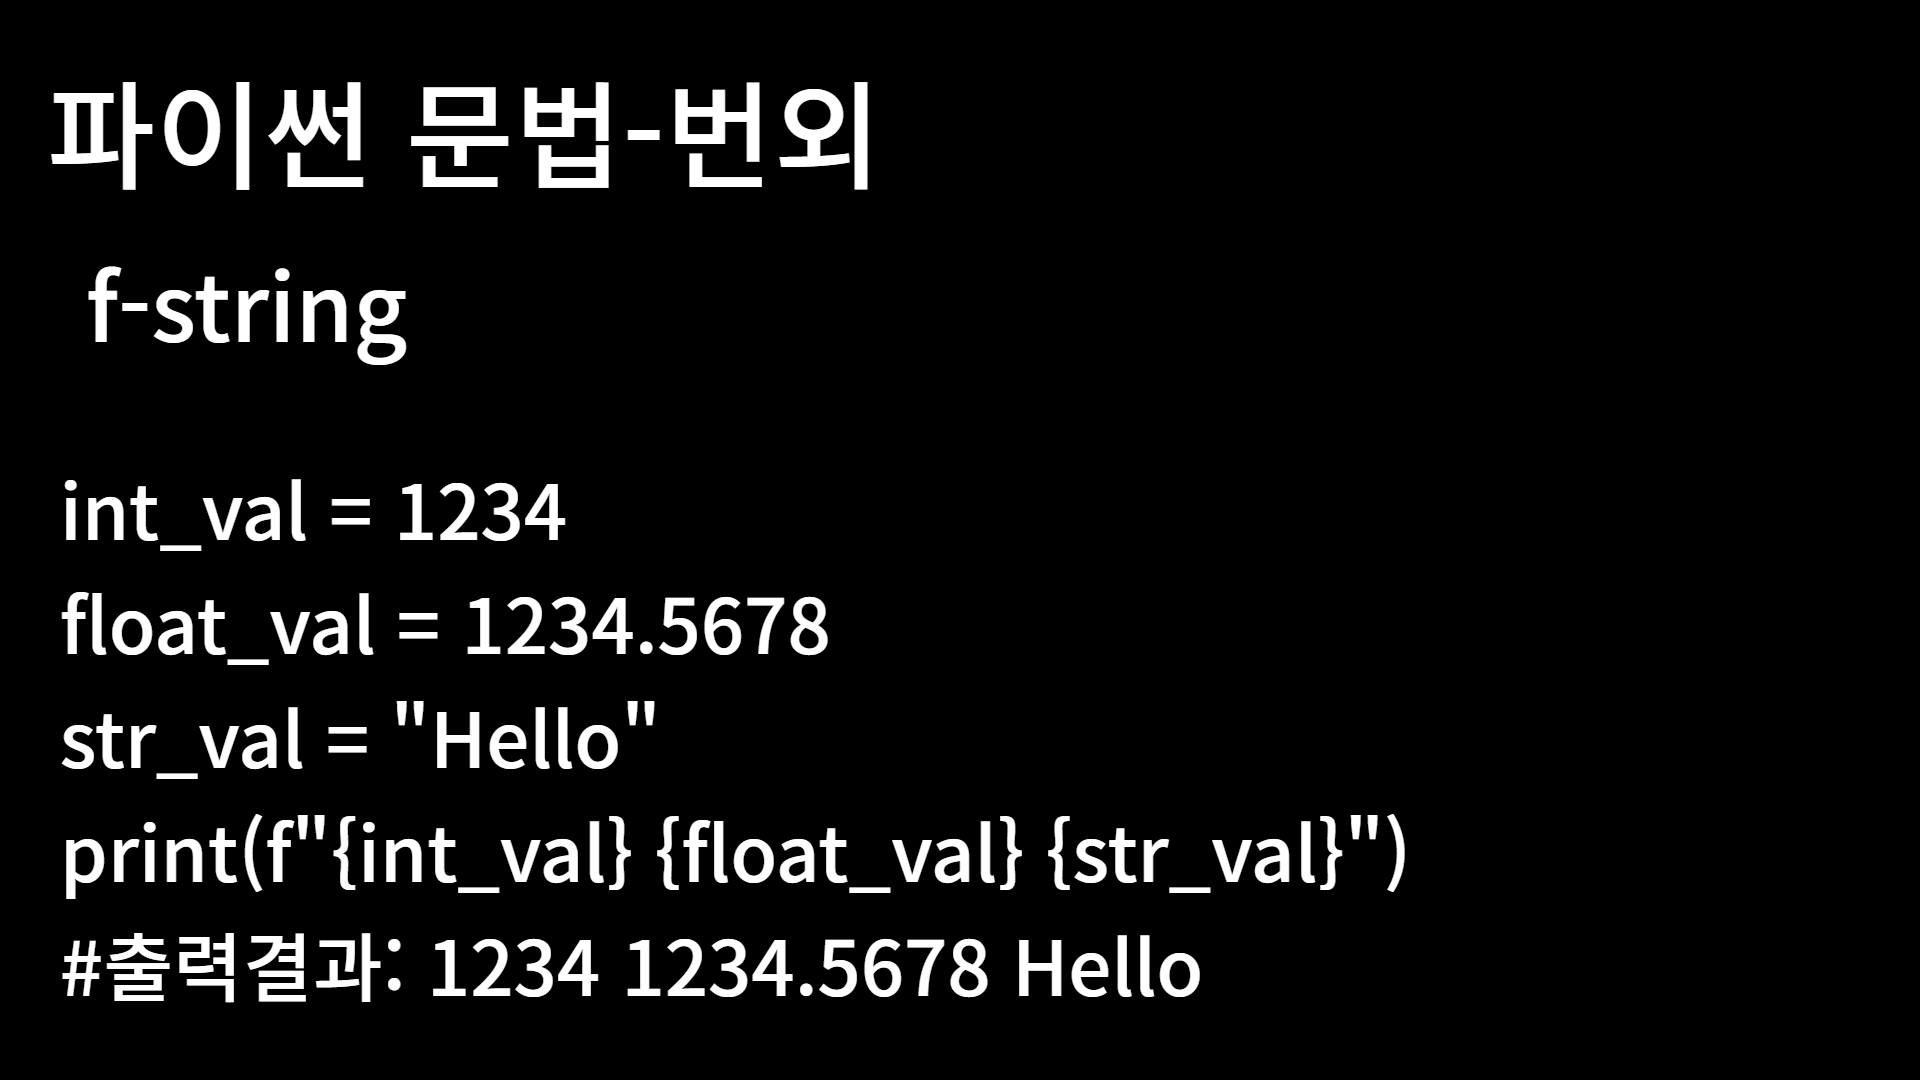 파이썬 문법-번외
f-string
int_val = 1234
float_val = 1234.5678
str_val = "Hello"
print(f"{int_val} {float_val} {str_val}")
#출력결과: 1234 1234.5678 Hello